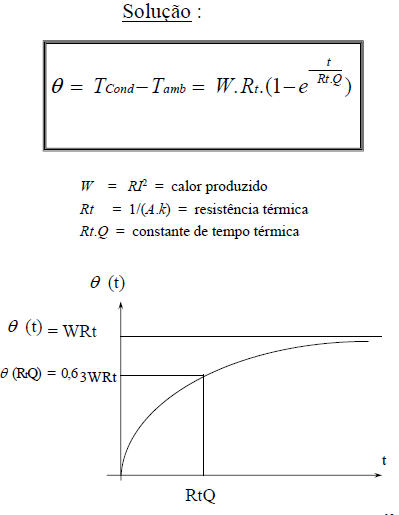 Solução :
θ = TCond – Tamb = W.Rt.(1 – e^(–t/Rt.Q))
W = RI² = calor produzido
Rt = 1/(A.k) = resistência térmica
Rt.Q = constante de tempo térmica
θ (t)
θ (t) = WRt
θ (RtQ) = 0,63WRt
t
RtQ